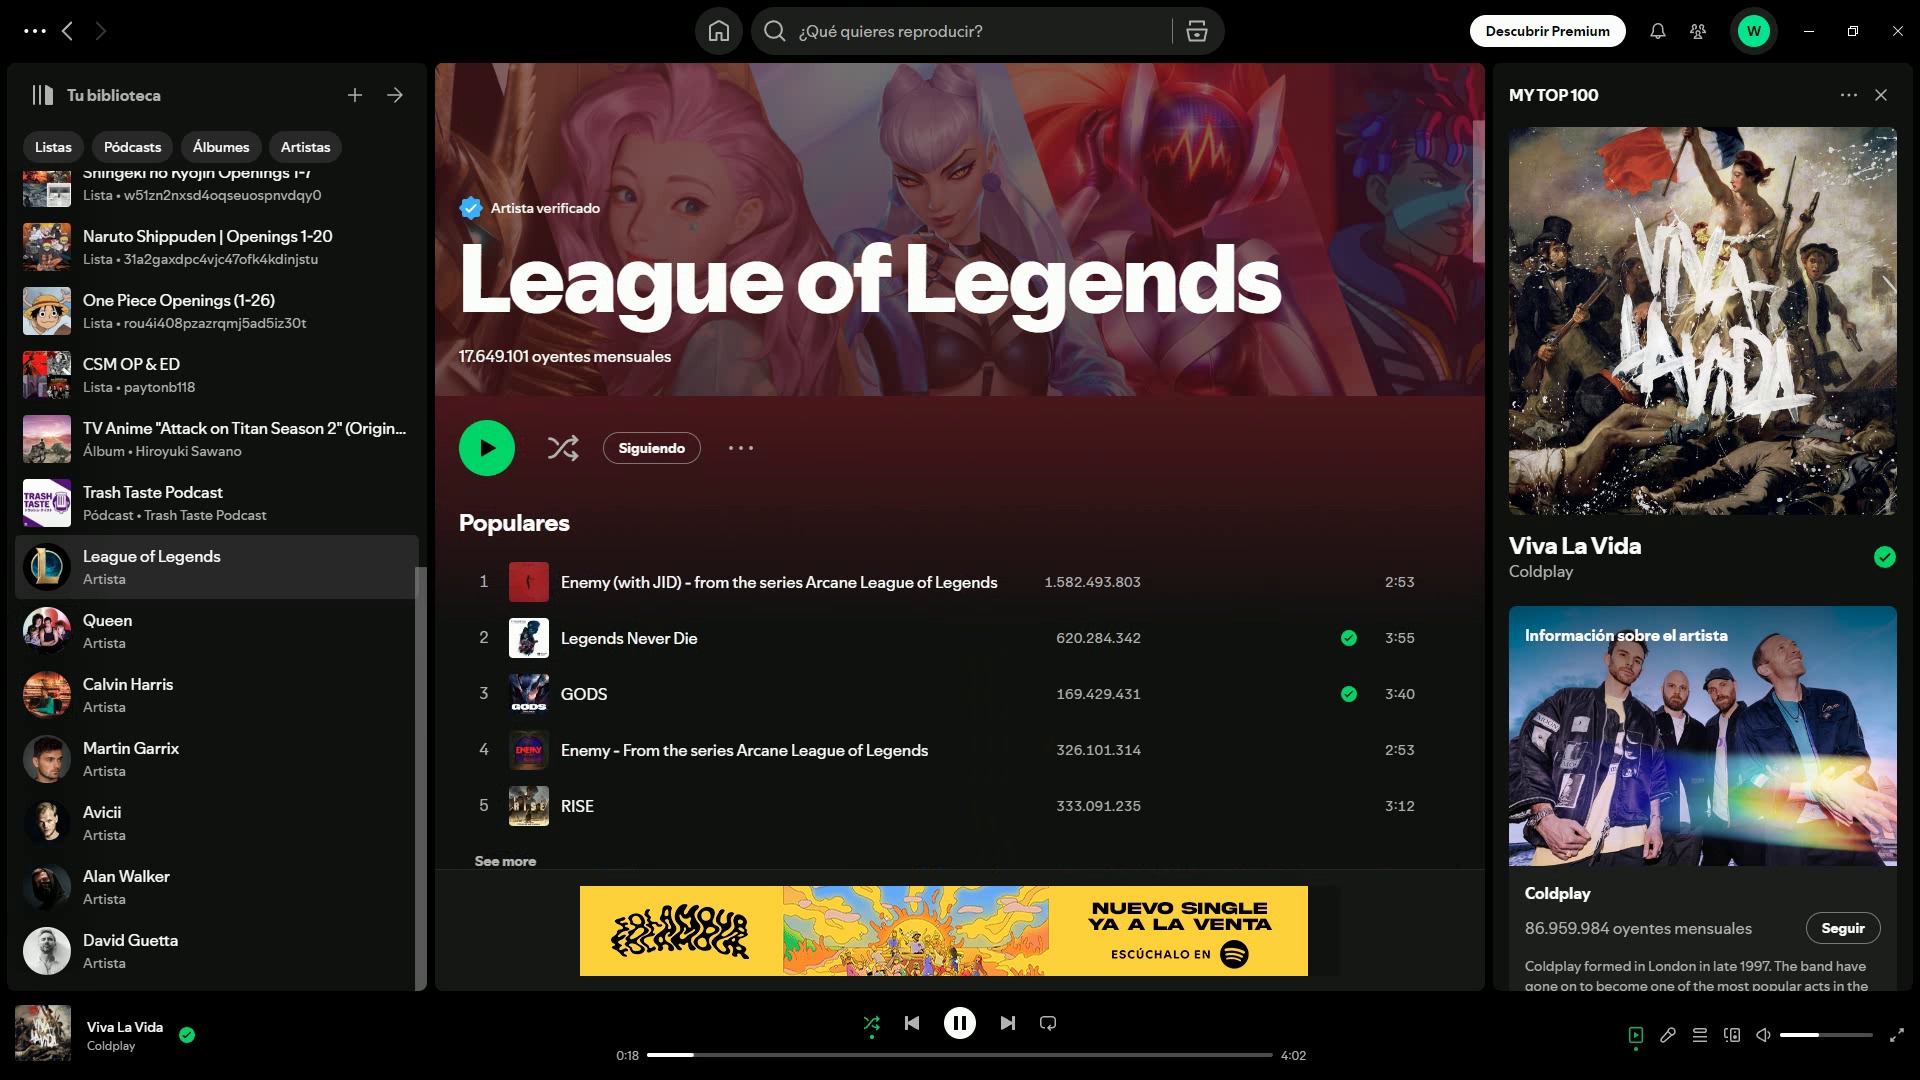 ¿Qué quieres reproducir?
Descubrir Premium
W
Tu biblioteca
Listas
Pódcasts
Álbumes
Artistas
Shingeki no Kyojin Openings 1-7
Lista • w51zn2nxsd4oqseuospnvdqy0
Naruto Shippuden | Openings 1-20
Lista • 31a2gaxdpc4vjc47ofk4kdinjstu
One Piece Openings (1-26)
Lista • rou4i408pzazrqmj5ad5iz30t
CSM OP & ED
Lista • paytonb118
TV Anime "Attack on Titan Season 2" (Origin...
Álbum • Hiroyuki Sawano
TRASH TASTE
Trash Taste Podcast
Pódcast • Trash Taste Podcast
League of Legends
Artista
Queen
Artista
Calvin Harris
Artista
Martin Garrix
Artista
Avicii
Artista
Alan Walker
Artista
David Guetta
Artista
Artista verificado
League of Legends
17.649.101 oyentes mensuales
Siguiendo
Populares
1 Enemy (with JID) - from the series Arcane League of Legends 1.582.493.803 2:53
2 Legends Never Die 620.284.342 3:55
3 GODS GODS 169.429.431 3:40
4 ENEMY Enemy - From the series Arcane League of Legends 326.101.314 2:53
5 RISE RISE 333.091.235 3:12
See more
NUEVO SINGLE
YA A LA VENTA
ESCÚCHALO EN
MY TOP 100
VIVA
LA VIDA
Viva La Vida
Coldplay
Información sobre el artista
Coldplay
86.959.984 oyentes mensuales
Seguir
Coldplay formed in London in late 1997. The band have
gone on to become one of the most popular acts in the
Viva La Vida
Coldplay
0:18
4:02